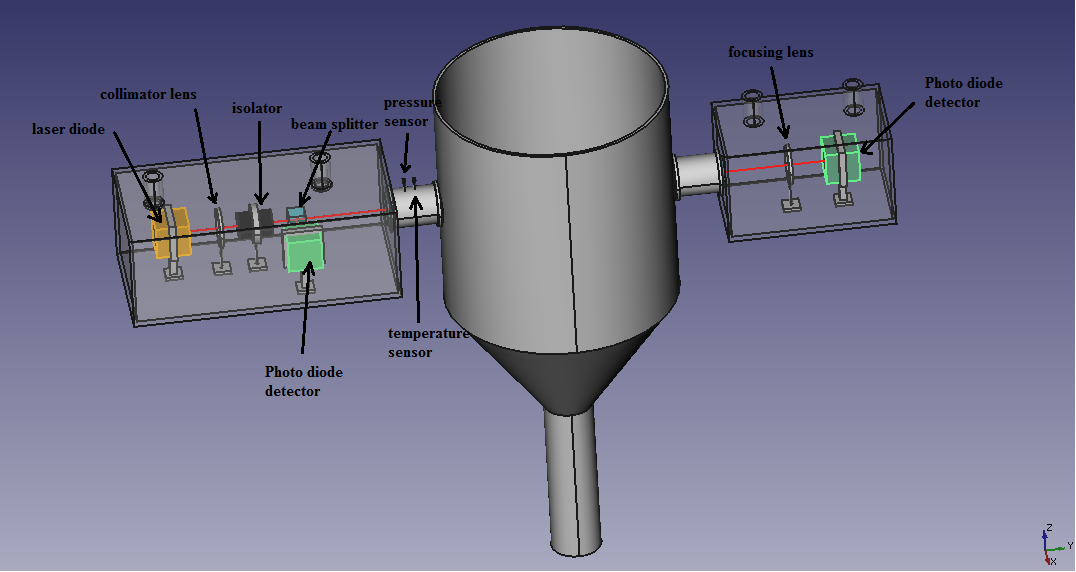 focusing lens
Photo diode
detector
collimator lens
isolator
pressure
sensor
beam splitter
laser diode
temperature
sensor
Photo diode
detector
Z
Y
X